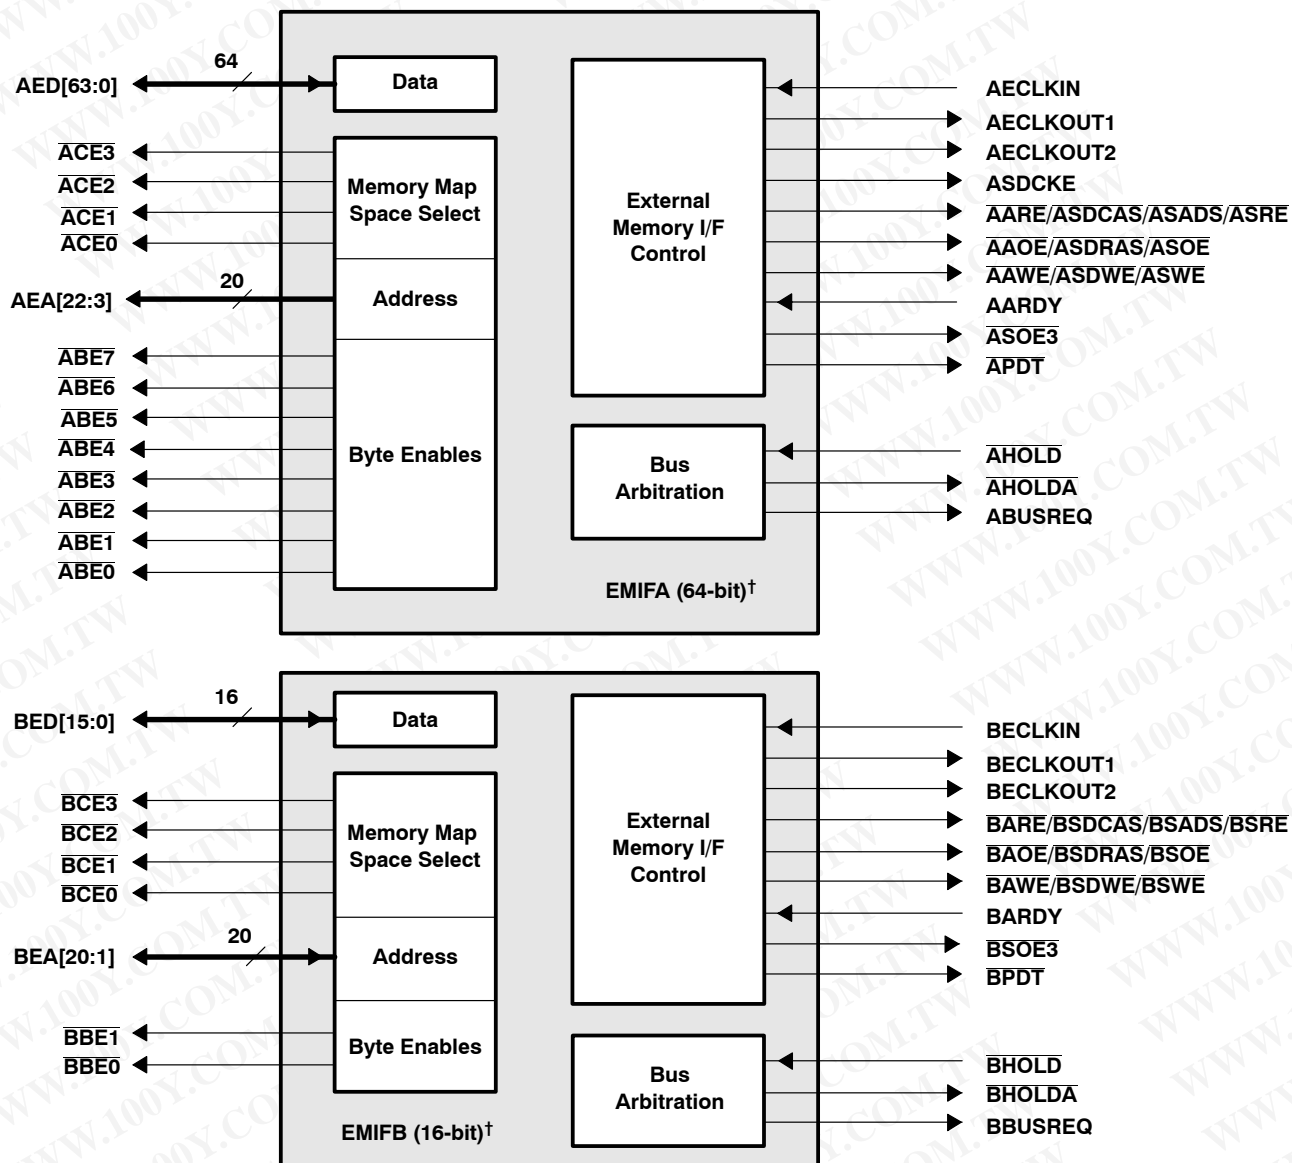 64
AED[63:0]
Data
ACE3
ACE2
ACE1
ACE0
Memory Map
Space Select
20
AEA[22:3]
Address
ABE7
ABE6
ABE5
ABE4
ABE3
ABE2
ABE1
ABE0
Byte Enables
External
Memory I/F
Control
AECLKIN
AECLKOUT1
AECLKOUT2
ASDCKE
AARE/ASDCAS/ASADS/ASRE
AAOE/ASDRAS/ASOE
AAWE/ASDWE/ASWE
AARDY
ASOE3
APDT
Bus
Arbitration
AHOLD
AHOLDA
ABUSREQ
EMIFA (64-bit)†
16
BED[15:0]
Data
BCE3
BCE2
BCE1
BCE0
Memory Map
Space Select
20
BEA[20:1]
Address
BBE1
BBE0
Byte Enables
External
Memory I/F
Control
BECLKIN
BECLKOUT1
BECLKOUT2
BARE/BSDCAS/BSADS/BSRE
BAOE/BSDRAS/BSOE
BAWE/BSDWE/BSWE
BARDY
BSOE3
BPDT
Bus
Arbitration
BHOLD
BHOLDA
BBUSREQ
EMIFB (16-bit)†
WWW.100Y.COM.TW